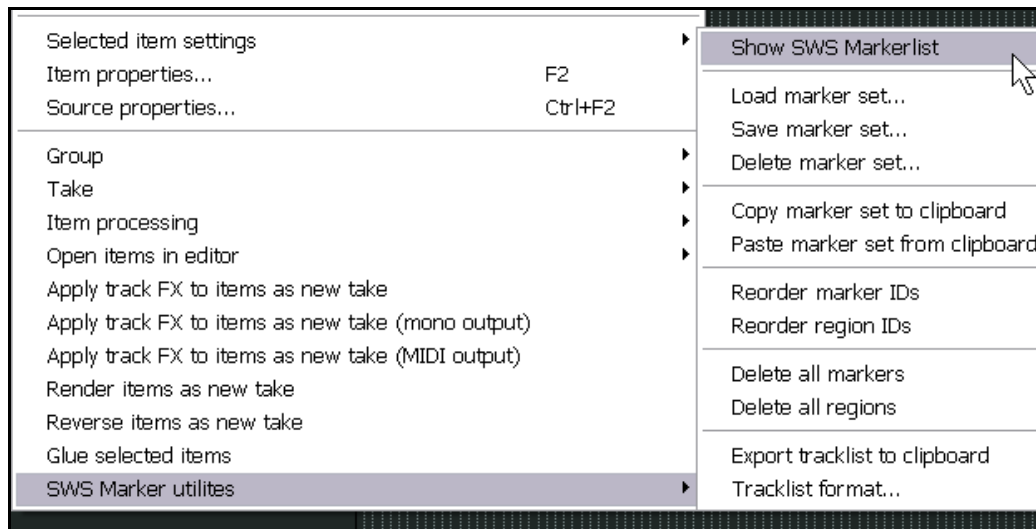 Selected item settings
Item properties... F2
Source properties... Ctrl+F2
Group
Take
Item processing
Open items in editor
Apply track FX to items as new take
Apply track FX to items as new take (mono output)
Apply track FX to items as new take (MIDI output)
Render items as new take
Reverse items as new take
Glue selected items
SWS Marker utilites
Show SWS Markerlist
Load marker set...
Save marker set...
Delete marker set...
Copy marker set to clipboard
Paste marker set from clipboard
Reorder marker IDs
Reorder region IDs
Delete all markers
Delete all regions
Export tracklist to clipboard
Tracklist format...